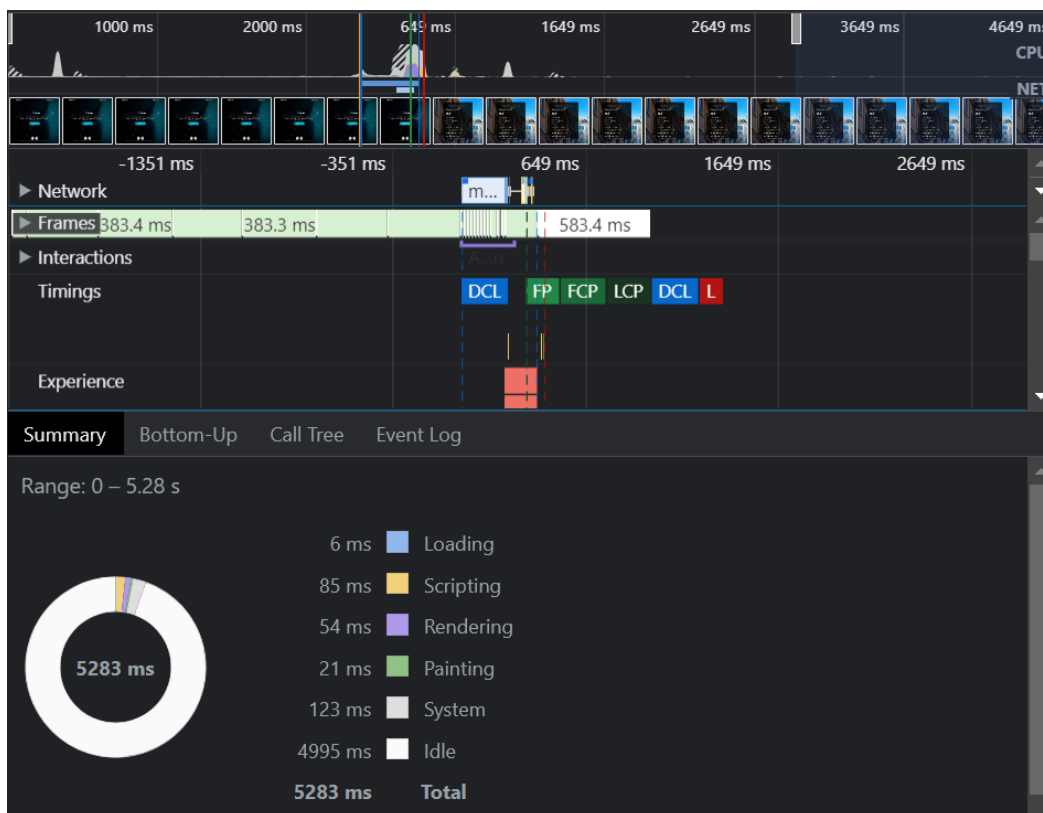 1000 ms 2000 ms 649 ms 1649 ms 2649 ms 3649 ms 4649 ms
CPU
NET
-1351 ms -351 ms 649 ms 1649 ms 2649 ms
Network m...
Frames 383.4 ms 383.3 ms 583.4 ms
Interactions A...n
Timings DCL FP FCP LCP DCL L
Experience
Summary Bottom-Up Call Tree Event Log
Range: 0 – 5.28 s
6 ms Loading
85 ms Scripting
54 ms Rendering
5283 ms
21 ms Painting
123 ms System
4995 ms Idle
5283 ms Total